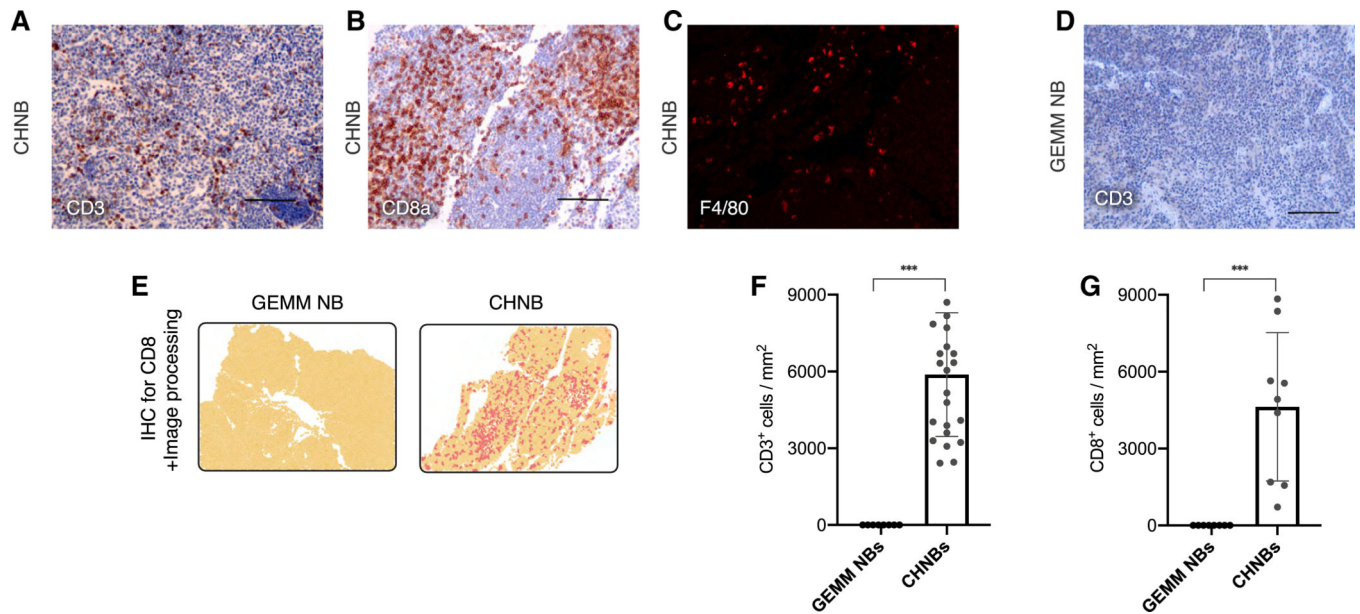 A
B
C
D
CHNB
CD3
CHNB
CD8a
CHNB
F4/80
GEMM NB
CD3
E
GEMM NB
CHNB
IHC for CD8
+Image processing
F
***
CD3+ cells / mm2
9000
6000
3000
0
GEMM NBs
CHNBs
G
***
CD8+ cells / mm2
9000
6000
3000
0
GEMM NBs
CHNBs